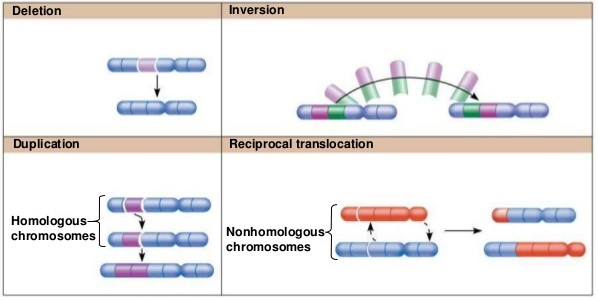 Deletion
Inversion
Duplication
Reciprocal translocation
Homologous
chromosomes
Nonhomologous
chromosomes